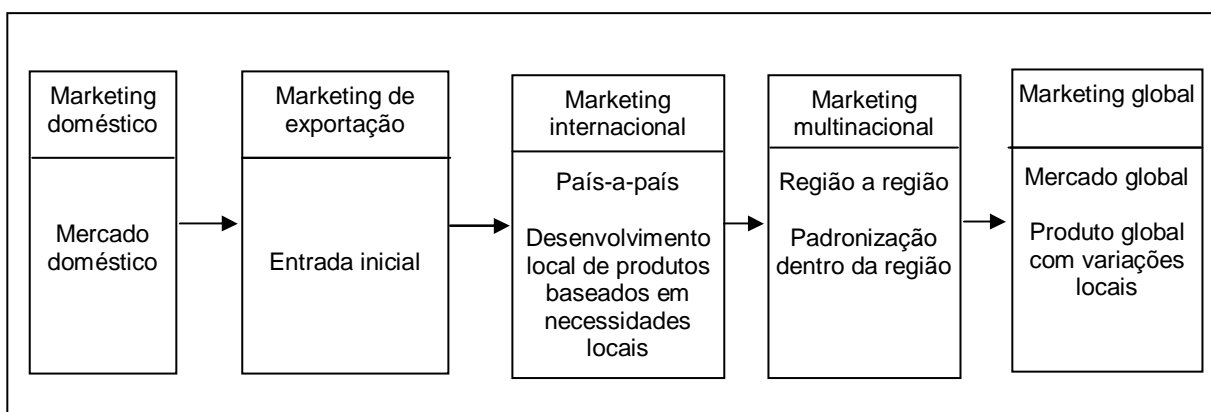 Marketing
doméstico
Mercado
doméstico
Marketing de
exportação
Entrada inicial
Marketing
internacional
País-a-país
Desenvolvimento
local de produtos
baseados em
necessidades
locais
Marketing
multinacional
Região a região
Padronização
dentro da região
Marketing global
Mercado global
Produto global
com variações
locais